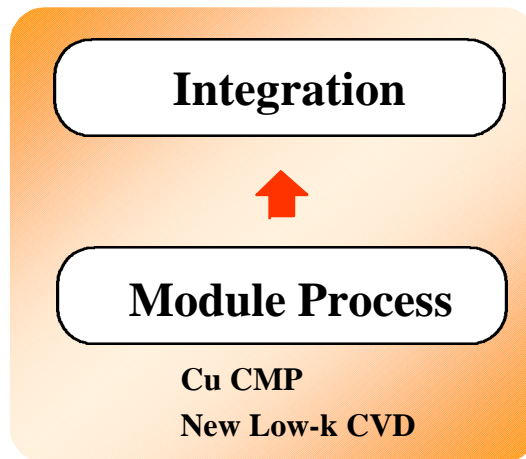 Integration
Module Process
Cu CMP
New Low-k CVD